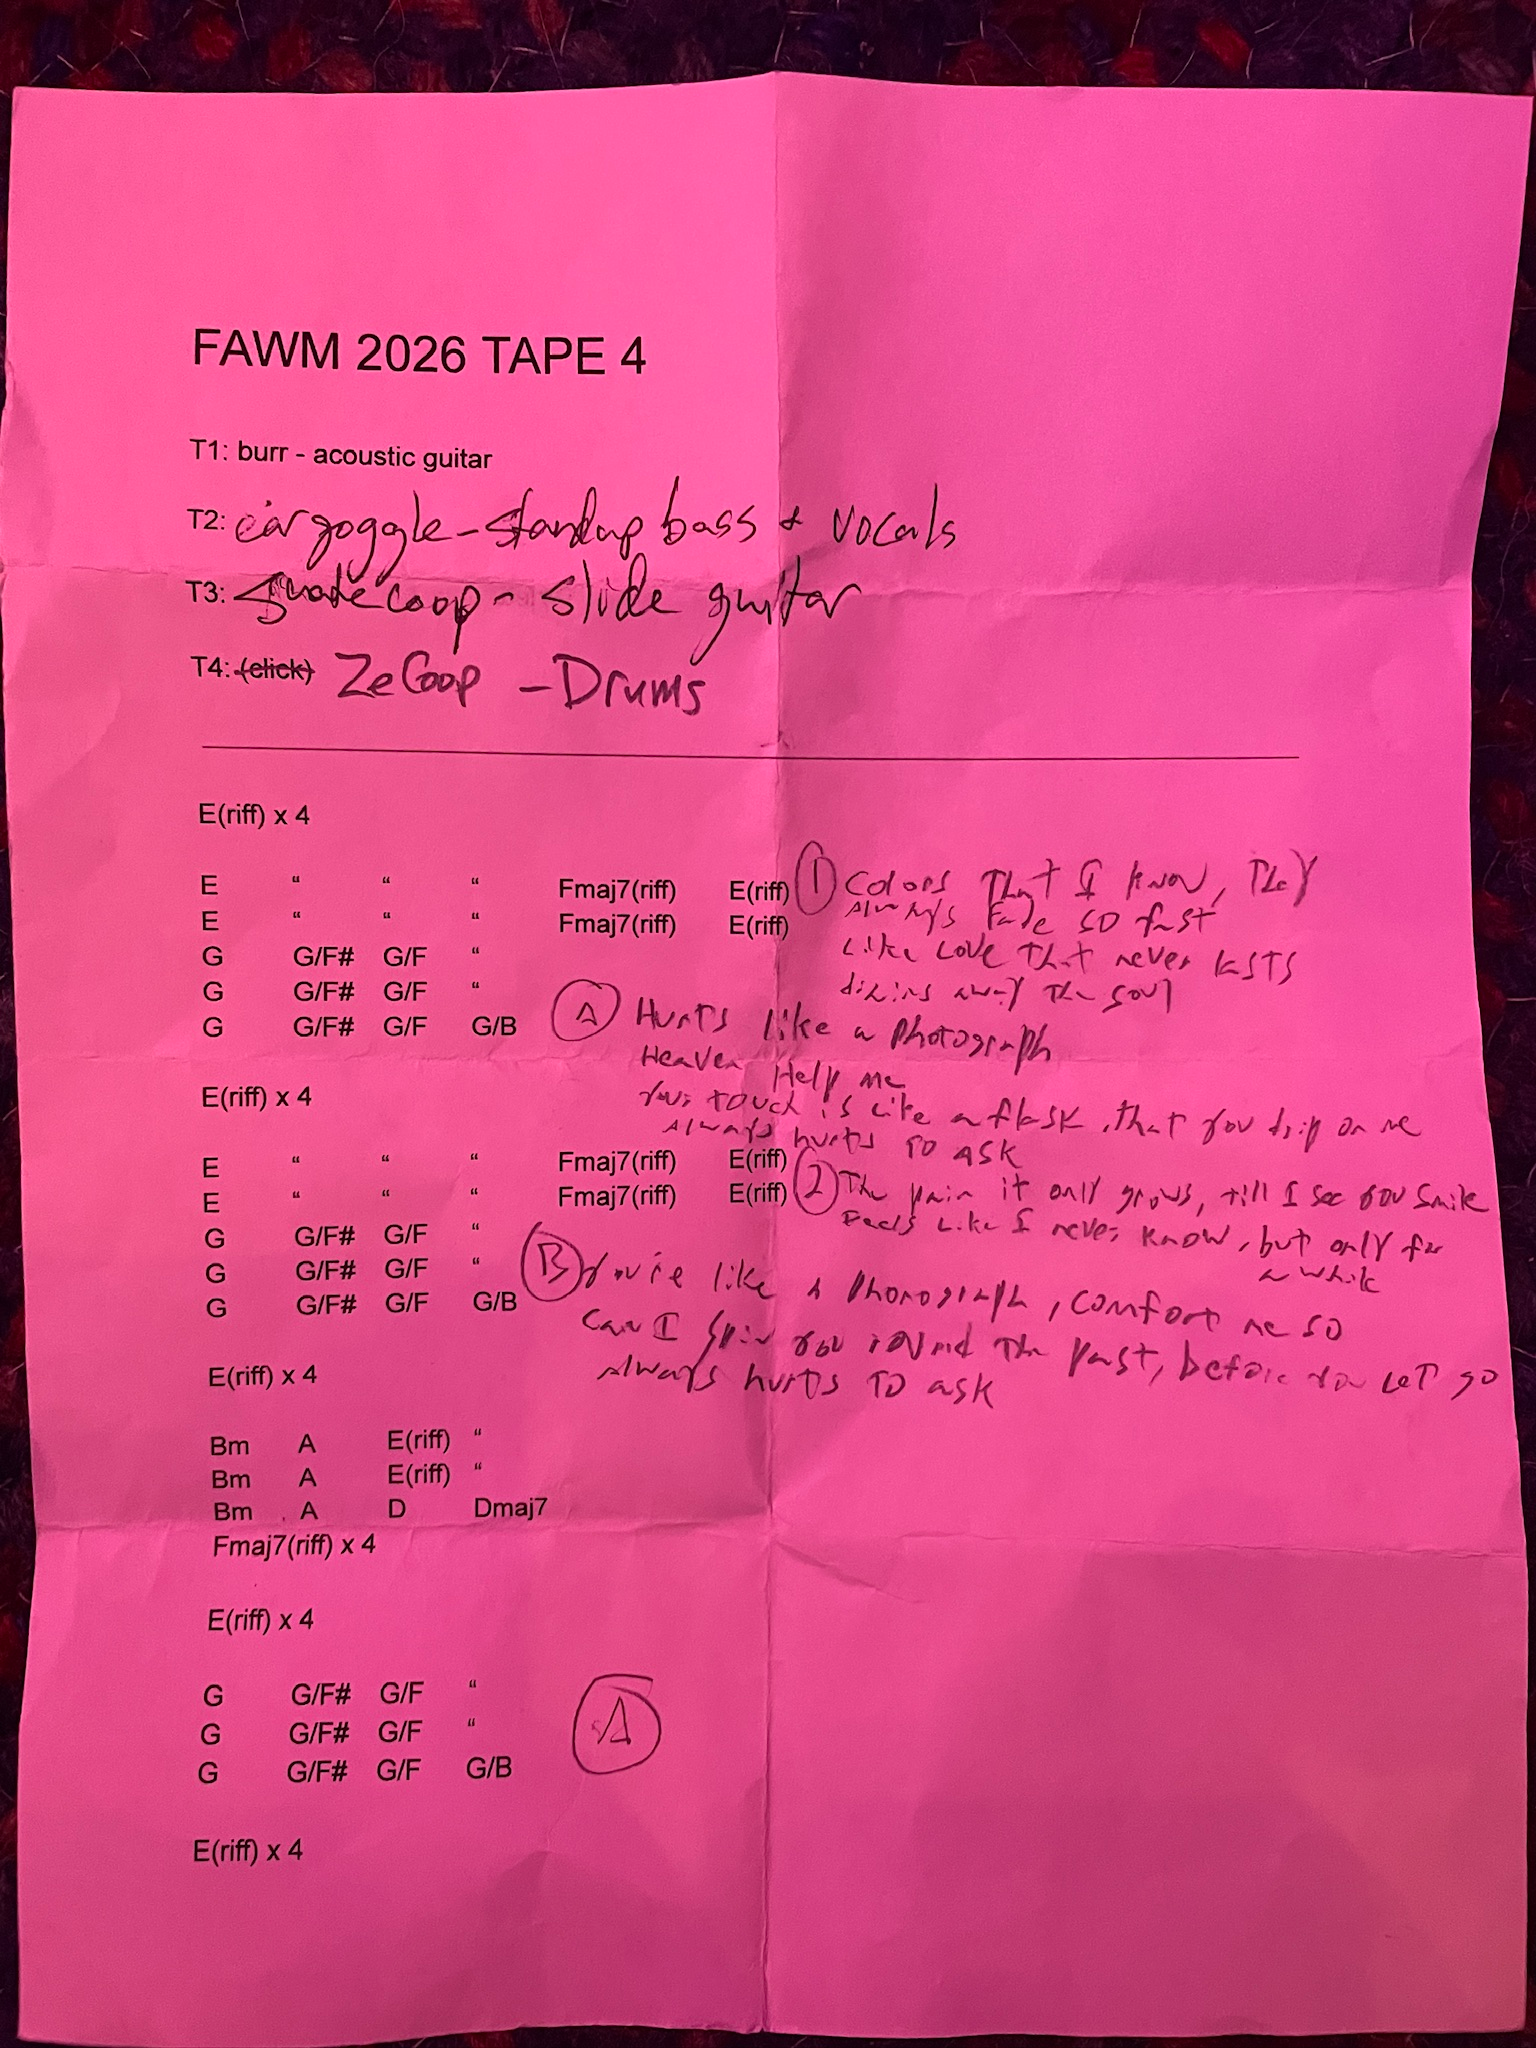 FAWM 2026 TAPE 4
T1: burr - acoustic guitar
T2: eargoggle - standup bass + vocals
T3: coop - slide guitar
T4: (click) ZeCoop - Drums
E(riff) x 4
E " " " Fmaj7(riff) E(riff) ① Colors That I know, They
E " " " Fmaj7(riff) E(riff) Always Fade so fast
G G/F# G/F " Like Love That never lasts
G G/F# G/F " away The soul
G G/F# G/F G/B Ⓐ Hurts like a Photograph
Heaven Help me
E(riff) x 4 Your touch is Like a flask, that you drip on me
Always hurts To ask
E " " " Fmaj7(riff) E(riff) ② The pain it only grows, till I see you smile
E " " " Fmaj7(riff) E(riff) Feels Like I never know, but only for
G G/F# G/F " a while
G G/F# G/F " Ⓑ You're like a Phonograph, comfort me so
G G/F# G/F G/B Can I spin you round The past, before you Let go
Always hurts To ask
E(riff) x 4
Bm A E(riff) "
Bm A E(riff) "
Bm A D Dmaj7
Fmaj7(riff) x 4
E(riff) x 4
G G/F# G/F "
G G/F# G/F " Ⓐ
G G/F# G/F G/B
E(riff) x 4